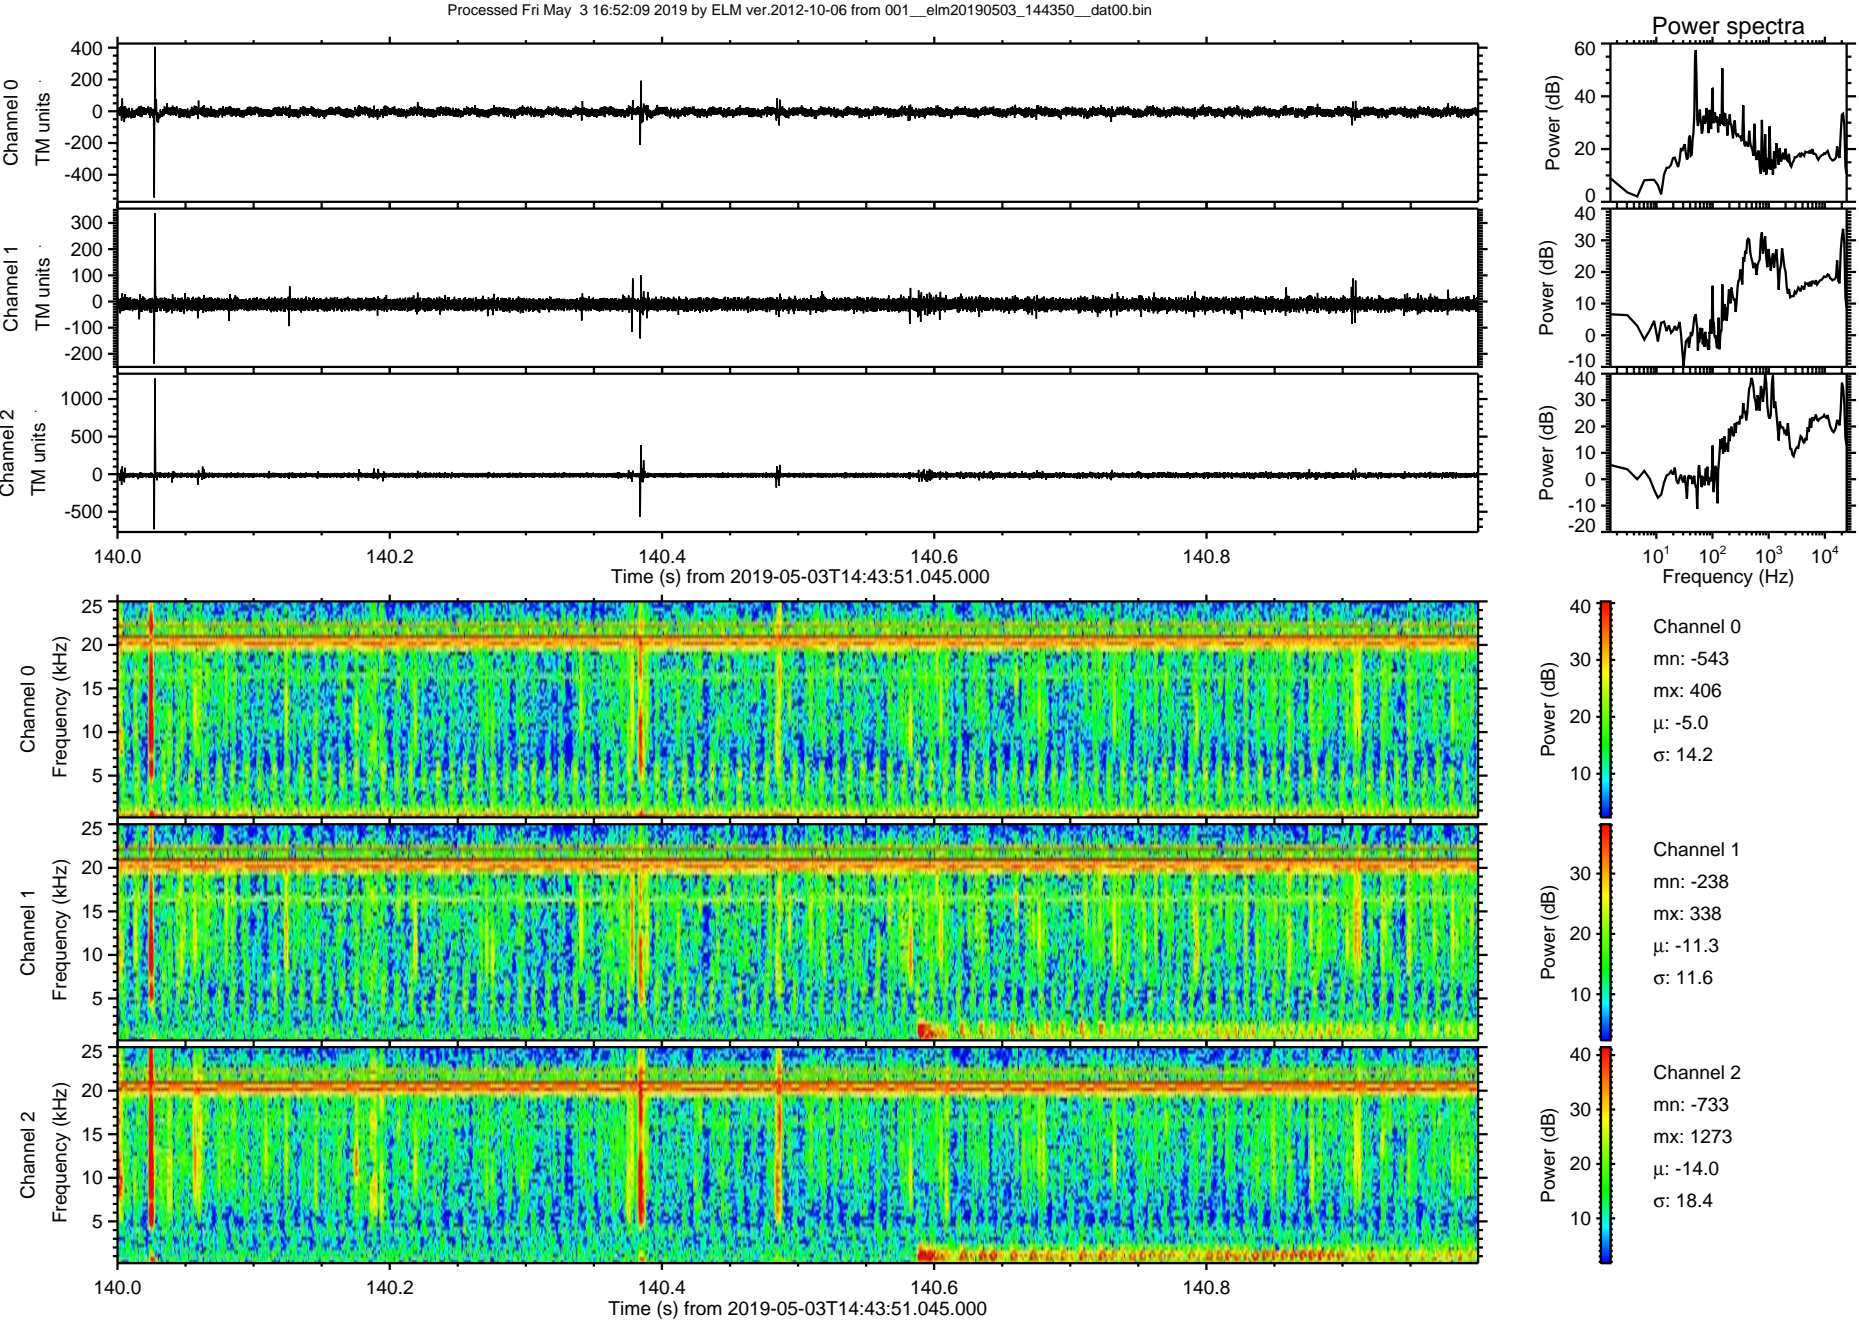 Processed Fri May  3 16:52:09 2019 by ELM ver.2012-10-06 from 001__elm20190503_144350__dat00.bin
Power spectra
Channel 0
TM units
400
200
0
-200
-400
Power (dB)
60
40
20
0
Channel 1
TM units
300
200
100
0
-100
-200
Power (dB)
40
30
20
10
0
-10
Channel 2
TM units
1000
500
0
-500
Power (dB)
40
30
20
10
0
-10
-20
140.0 140.2 140.4 140.6 140.8
Time (s) from 2019-05-03T14:43:51.045.000
10¹ 10² 10³ 10⁴
Frequency (Hz)
Channel 0
Frequency (kHz)
25
20
15
10
5
Power (dB)
40
30
20
10
Channel 0
mn: -543
mx: 406
μ: -5.0
σ: 14.2
Channel 1
Frequency (kHz)
25
20
15
10
5
Power (dB)
30
20
10
Channel 1
mn: -238
mx: 338
μ: -11.3
σ: 11.6
Channel 2
Frequency (kHz)
25
20
15
10
5
Power (dB)
40
30
20
10
Channel 2
mn: -733
mx: 1273
μ: -14.0
σ: 18.4
140.0 140.2 140.4 140.6 140.8
Time (s) from 2019-05-03T14:43:51.045.000